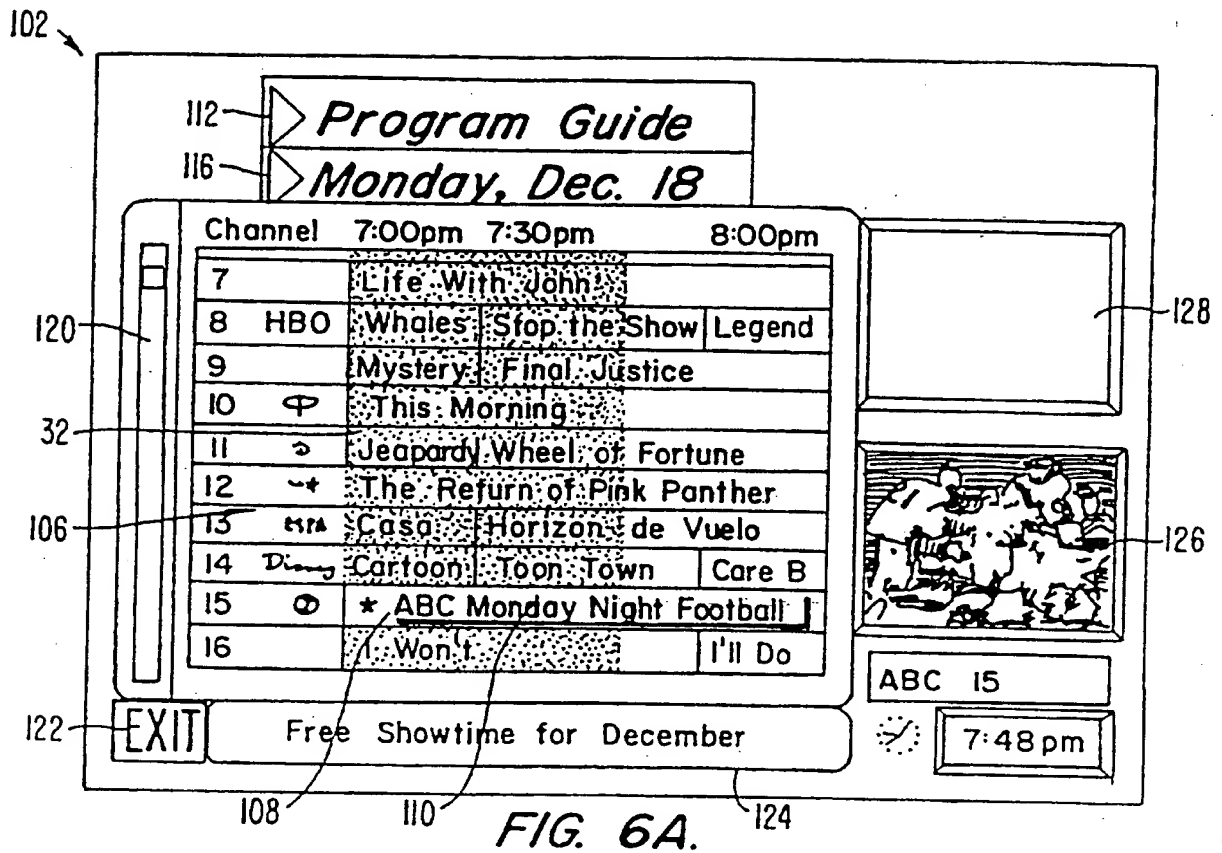 102
112
Program Guide
116
Monday, Dec. 18
Channel 7:00pm 7:30pm 8:00pm
7 Life With John
8 HBO Whales Stop the Show Legend
120
128
9 Mystery Final Justice
10 This Morning
32
11 Jeapardy Wheel of Fortune
12 The Return of Pink Panther
106
13 Casa Horizon de Vuelo
126
14 Disney Cartoon Toon Town Care B
15 * ABC Monday Night Football
16 I Won't I'll Do
ABC 15
122
EXIT
Free Showtime for December
7:48pm
108
110
124
FIG. 6A.